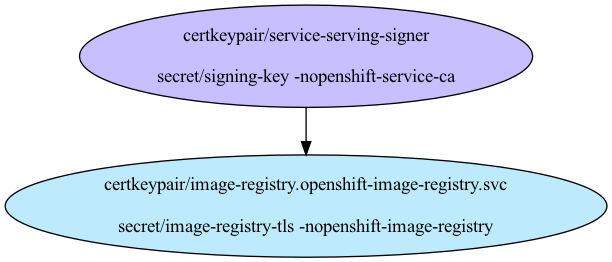 certkeypair/service-serving-signer
secret/signing-key -nopenshift-service-ca
certkeypair/image-registry.openshift-image-registry.svc
secret/image-registry-tls -nopenshift-image-registry